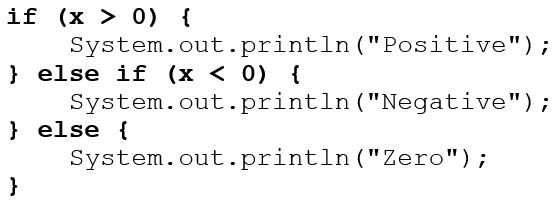 if (x > 0) {
    System.out.println("Positive");
} else if (x < 0) {
    System.out.println("Negative");
} else {
    System.out.println("Zero");
}